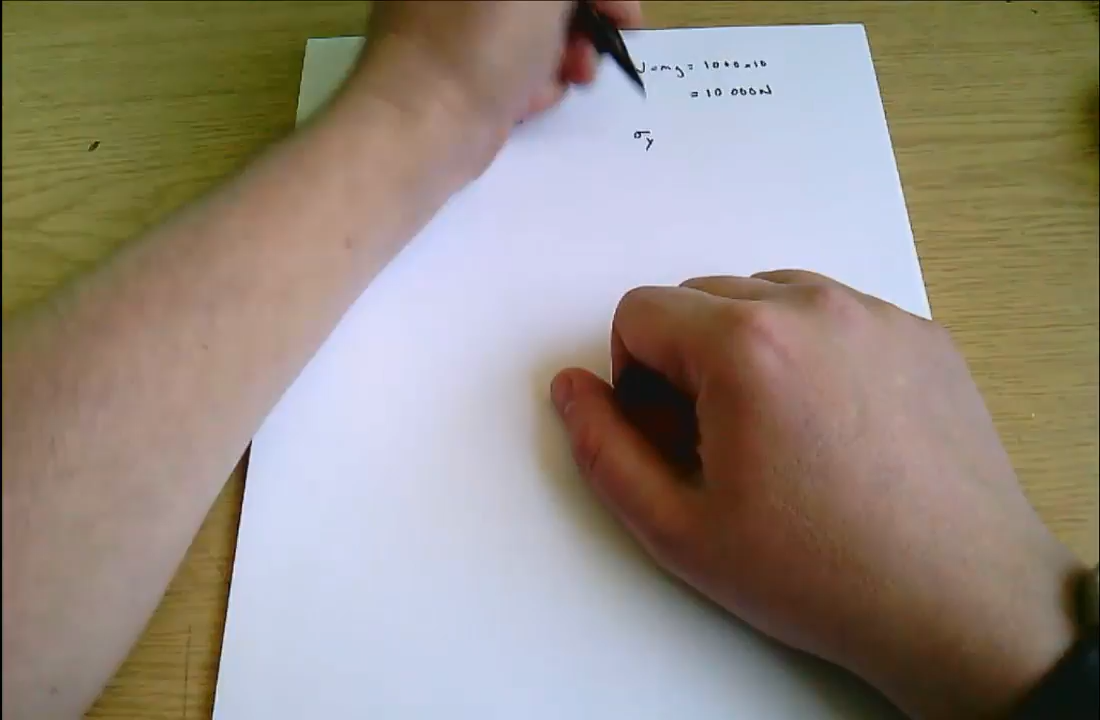 W = mg = 1000 x 10
= 10 000N
σy